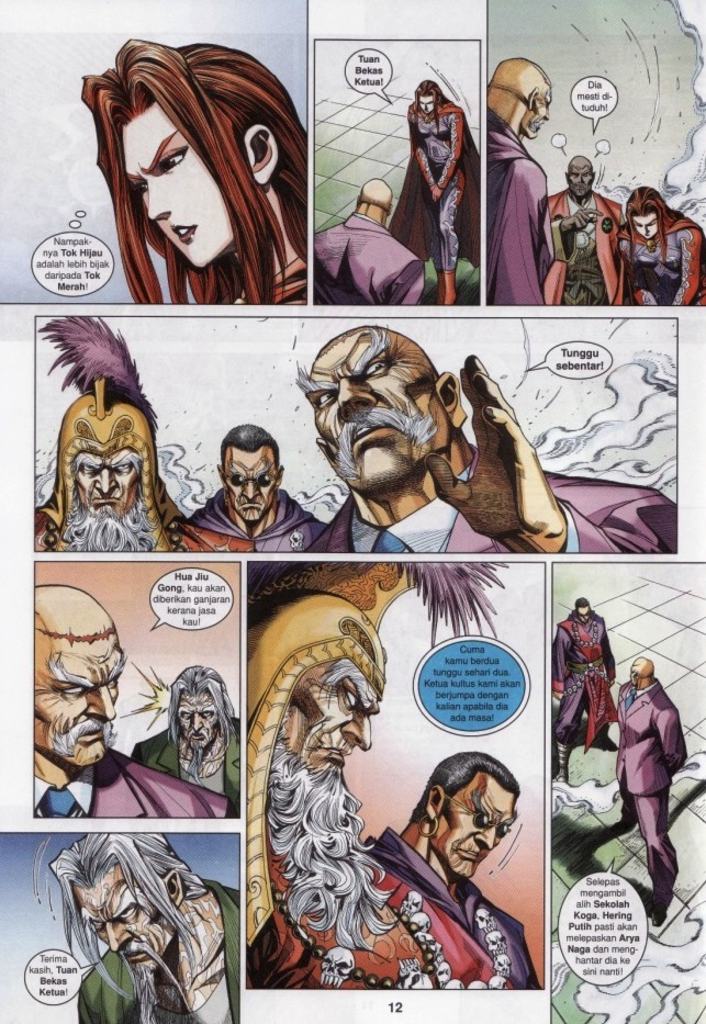 Nampak-
nya Tok Hijau
adalah lebih bijak
daripada Tok
Merah!
Tuan
Bekas
Ketua!
Dia
mesti di-
tuduh!
Tunggu
sebentar!
Hua Jiu
Gong, kau akan
diberikan ganjaran
kerana jasa
kau!
Terima
kasih, Tuan
Bekas
Ketua!
Cuma
kamu berdua
tunggu sehari dua.
Ketua kultus kami akan
berjumpa dengan
kalian apabila dia
ada masa!
Selepas
mengambil
alih Sekolah
Koga, Hering
Putih pasti akan
melepaskan Arya
Naga dan meng-
hantar dia ke
sini nanti!
12